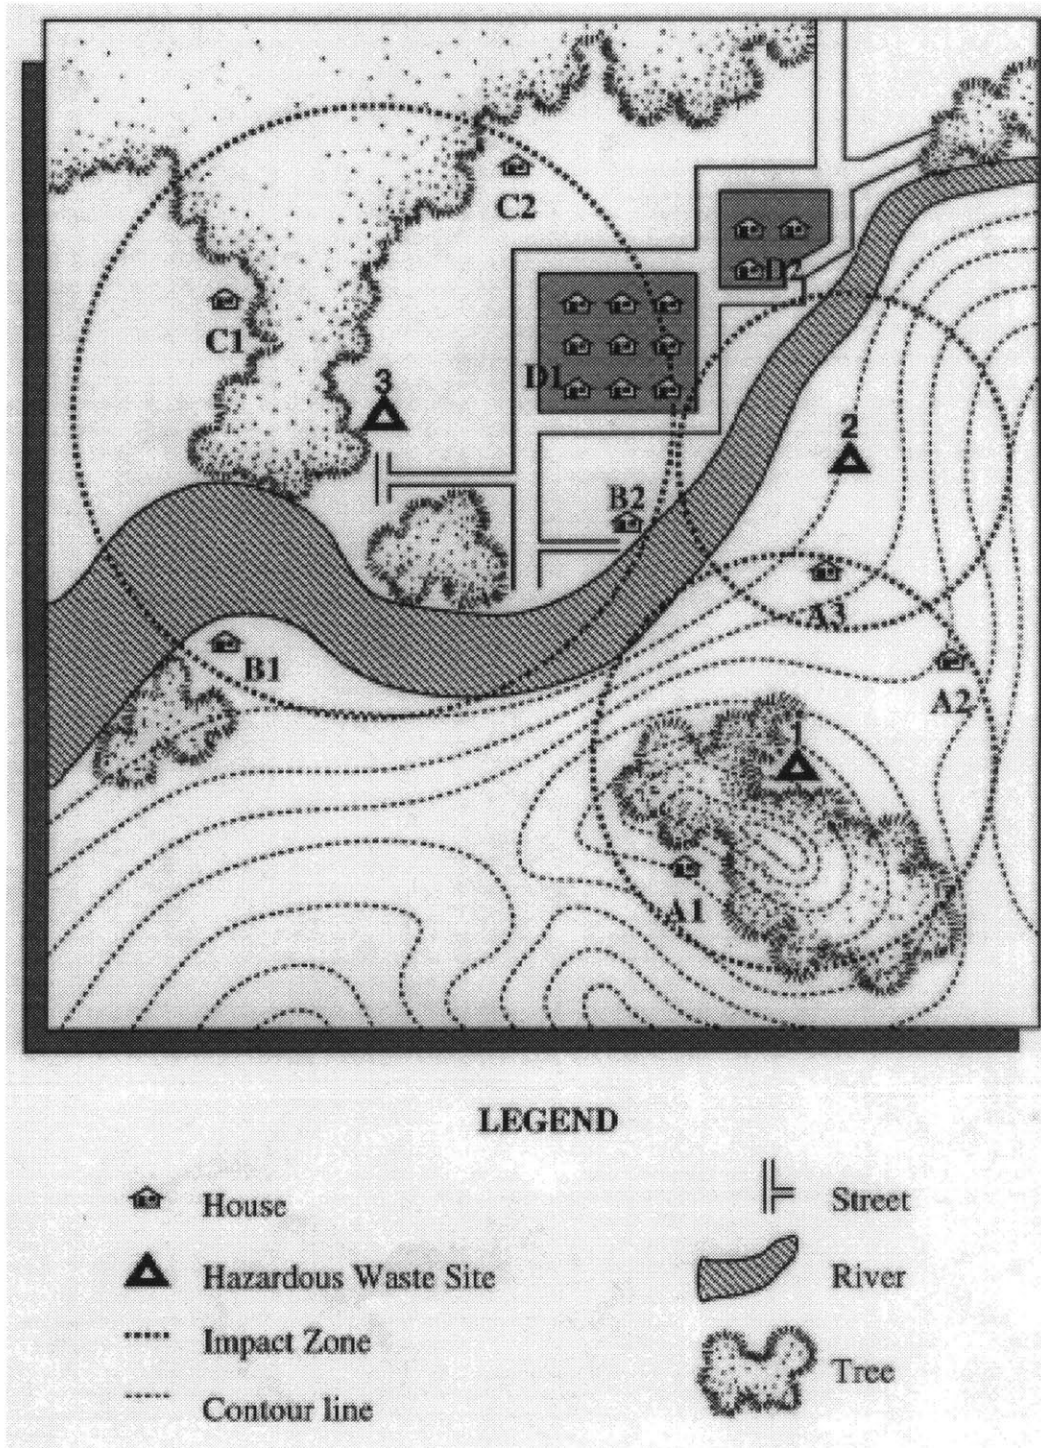 C2
D2
C1
D1
3
2
B2
A3
B1
A2
1
A1
LEGEND
House
Street
Hazardous Waste Site
River
Impact Zone
Tree
Contour line